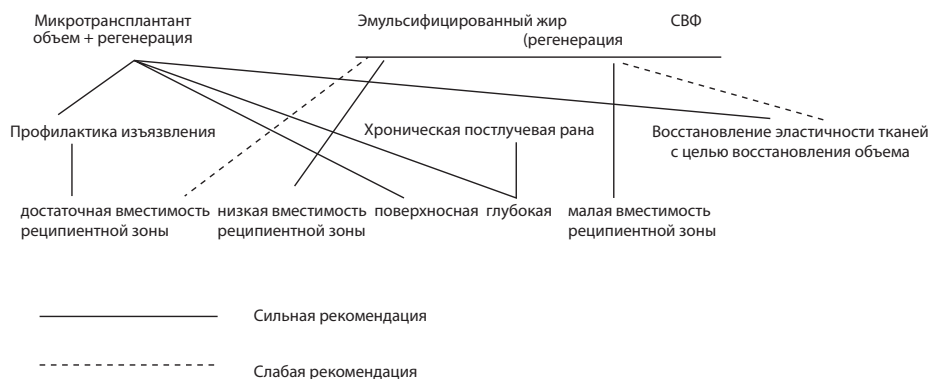 Микротрансплантант
объем + регенерация
Эмульсифицированный жир
(регенерация
СВФ
Профилактика изъязвления
Хроническая постлучевая рана
Восстановление эластичности тканей
с целью восстановления объема
достаточная вместимость
реципиентной зоны
низкая вместимость
реципиентной зоны
поверхносная
глубокая
малая вместимость
реципиентной зоны
Сильная рекомендация
Слабая рекомендация